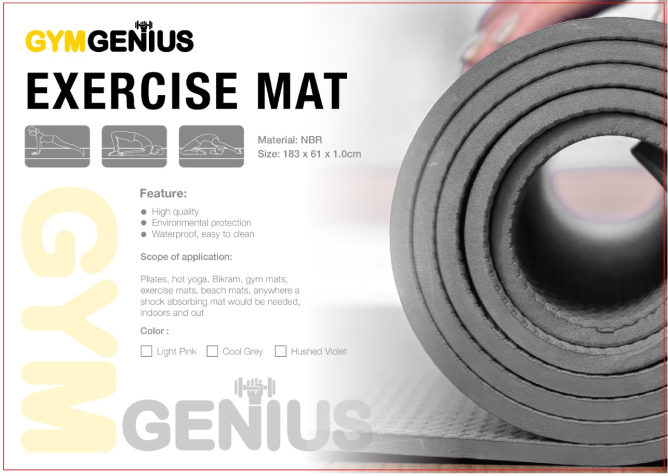 GYMGENIUS
EXERCISE MAT
Material: NBR
Size: 183 x 61 x 1.0cm
Feature:
● High quality
● Environmental protection
● Waterproof, easy to clean
Scope of application:
Pilates, hot yoga, Bikram, gym mats,
exercise mats, beach mats, anywhere a
shock absorbing mat would be needed,
indoors and out
Color :
Light Pink Cool Grey Hushed Violet
GYM
GENIUS